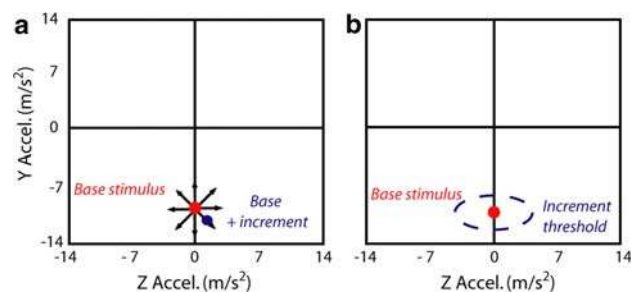 a
14
7
0
-7
-14
Y Accel. (m/s²)
Base stimulus
Base
+ increment
-14
-7
0
7
14
Z Accel. (m/s²)
b
Base stimulus
Increment
threshold
-14
-7
0
7
14
Z Accel. (m/s²)